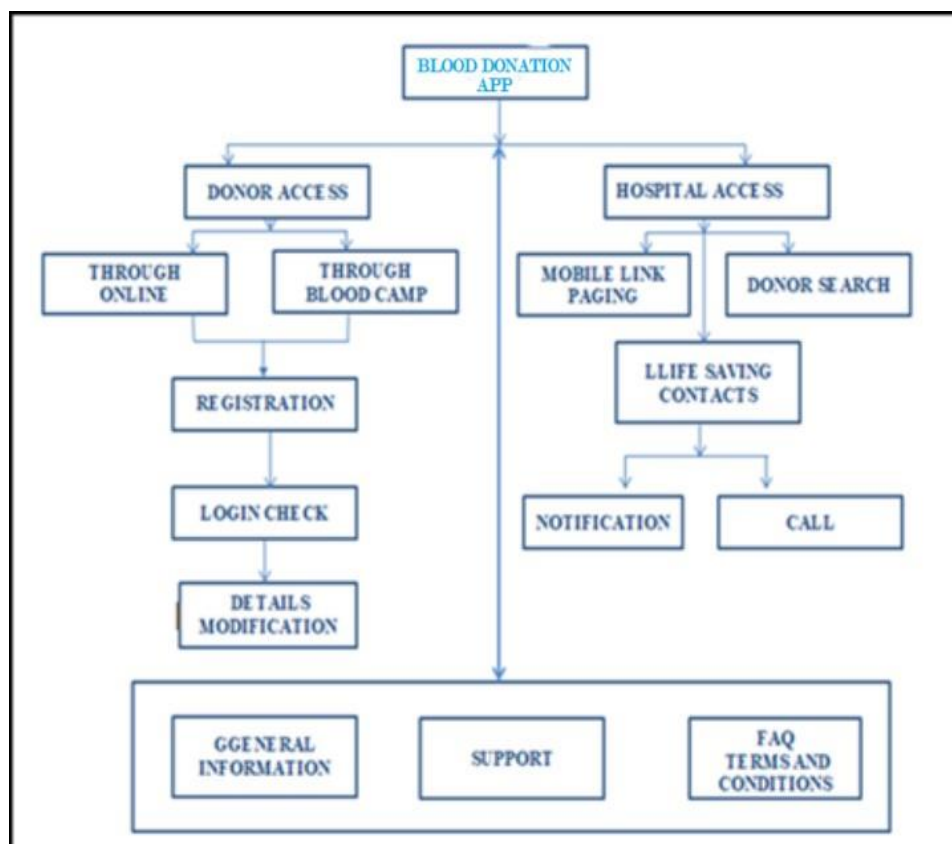 BLOOD DONATION
APP
DONOR ACCESS
HOSPITAL ACCESS
THROUGH
ONLINE
THROUGH
BLOOD CAMP
MOBILE LINK
PAGING
DONOR SEARCH
REGISTRATION
LLIFE SAVING
CONTACTS
LOGIN CHECK
NOTIFICATION
CALL
DETAILS
MODIFICATION
GGENERAL
INFORMATION
SUPPORT
FAQ
TERMS AND
CONDITIONS